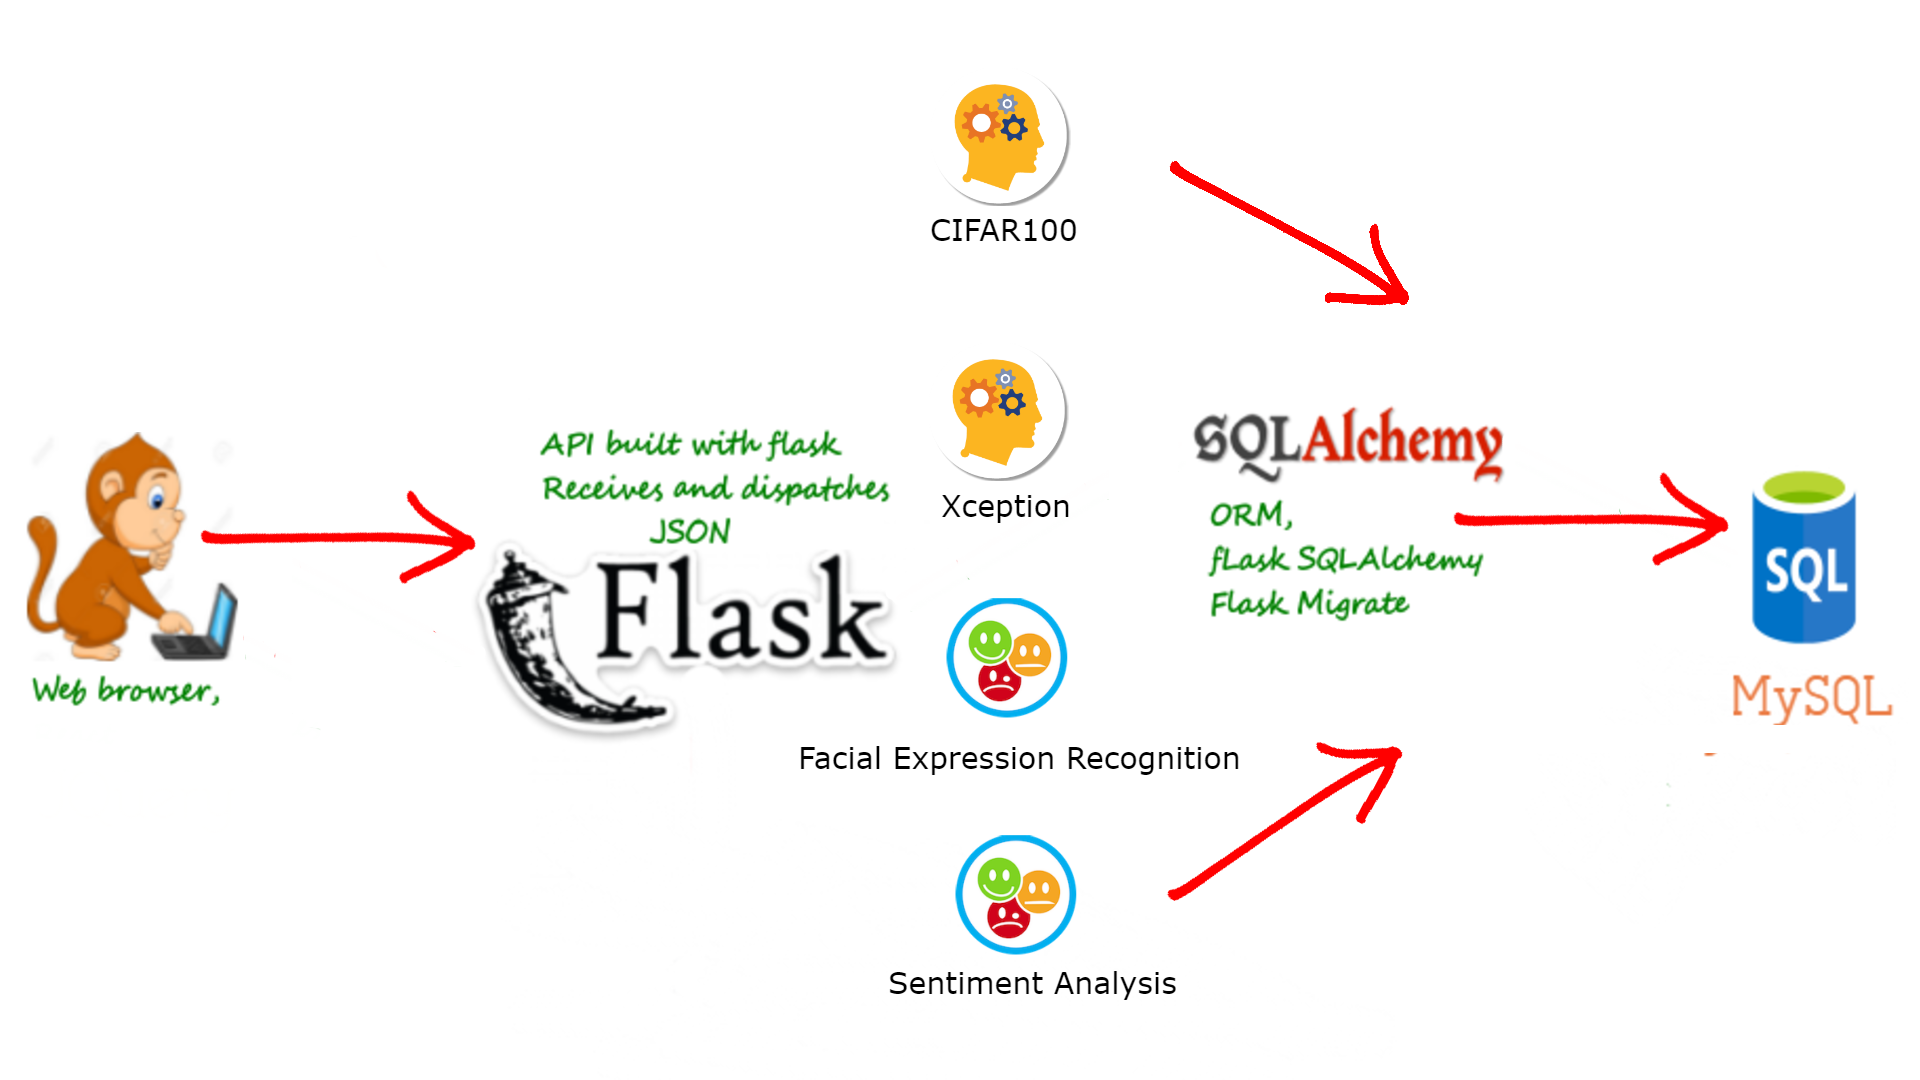 CIFAR100
Xception
Facial Expression Recognition
Sentiment Analysis
Web browser,
API built with flask
Receives and dispatches
JSON
Flask
SQLAlchemy
ORM,
fLask SQLAlchemy
Flask Migrate
SQL
MySQL